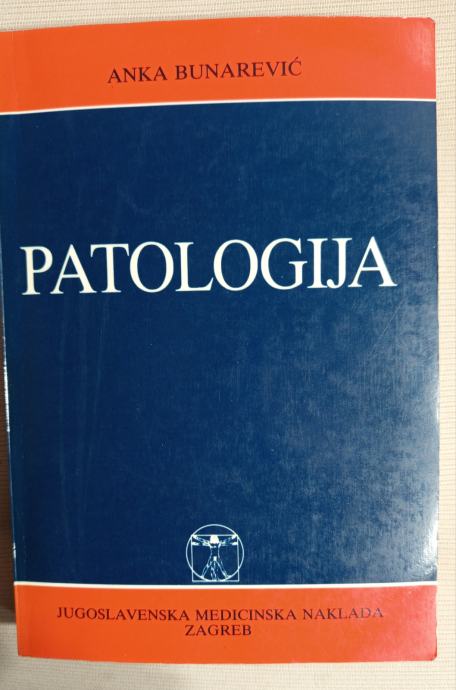 ANKA BUNAREVIĆ
PATOLOGIJA
JUGOSLAVENSKA MEDICINSKA NAKLADA
ZAGREB